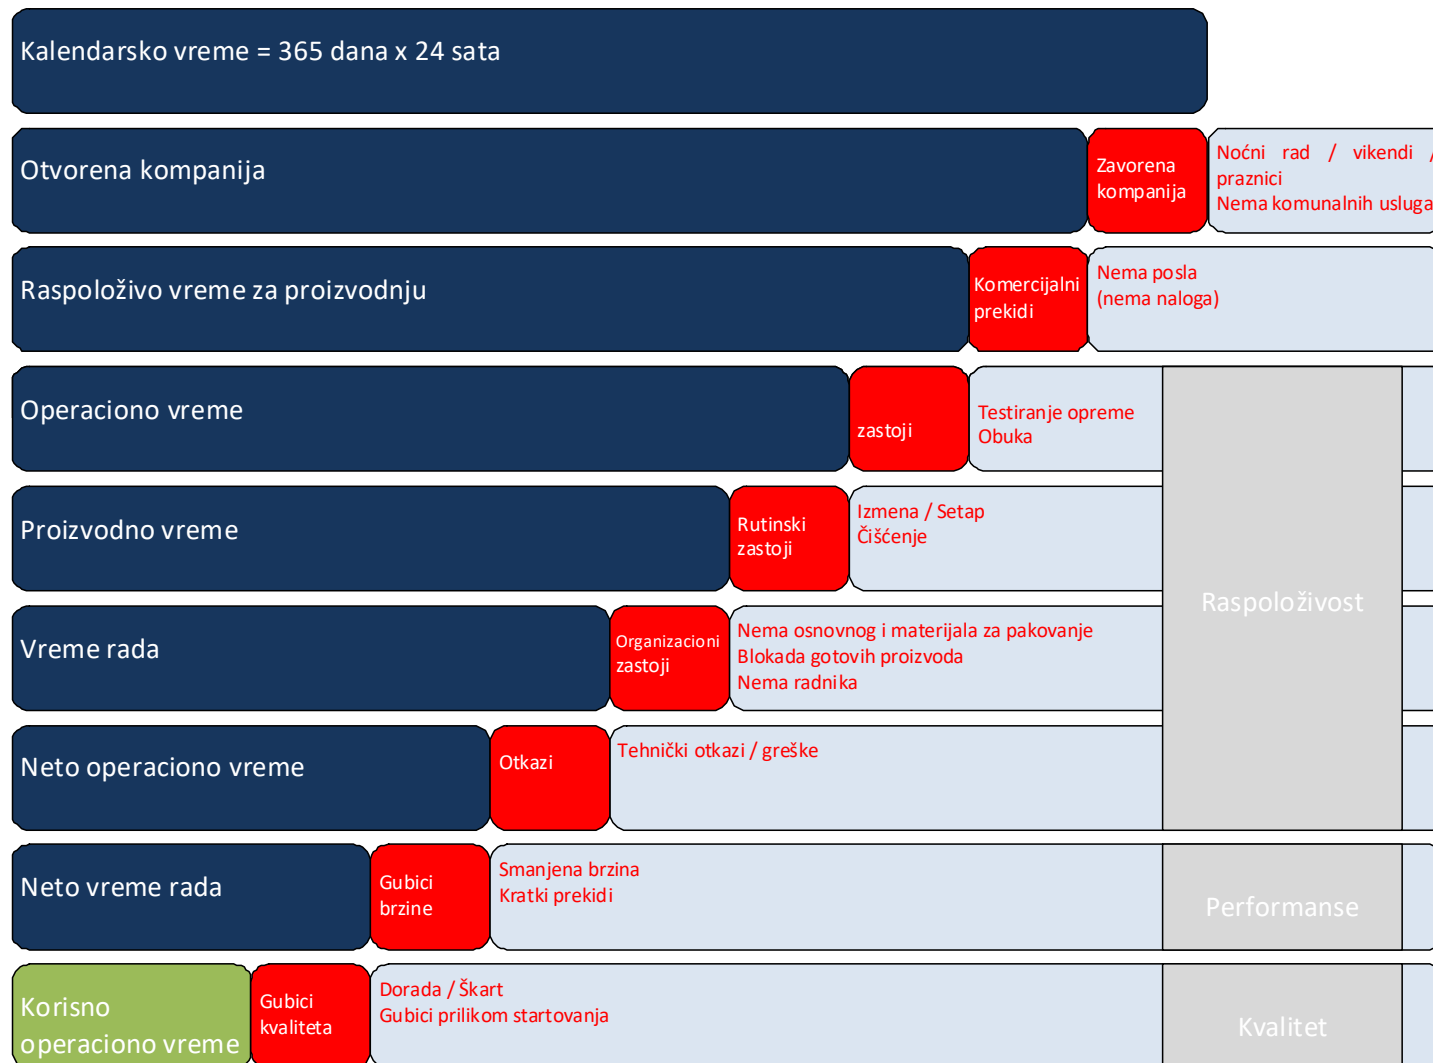 Kalendarsko vreme = 365 dana x 24 sata
Otvorena kompanija
Zavorena
kompanija
Noćni rad / vikendi /
praznici
Nema komunalnih usluga
Raspoloživo vreme za proizvodnju
Komercijalni
prekidi
Nema posla
(nema naloga)
Operaciono vreme
zastoji
Testiranje opreme
Obuka
Proizvodno vreme
Rutinski
zastoji
Izmena / Setap
Čišćenje
Raspoloživost
Vreme rada
Organizacioni
zastoji
Nema osnovnog i materijala za pakovanje
Blokada gotovih proizvoda
Nema radnika
Neto operaciono vreme
Otkazi
Tehnički otkazi / greške
Neto vreme rada
Gubici
brzine
Smanjena brzina
Kratki prekidi
Performanse
Korisno
operaciono vreme
Gubici
kvaliteta
Dorada / Škart
Gubici prilikom startovanja
Kvalitet